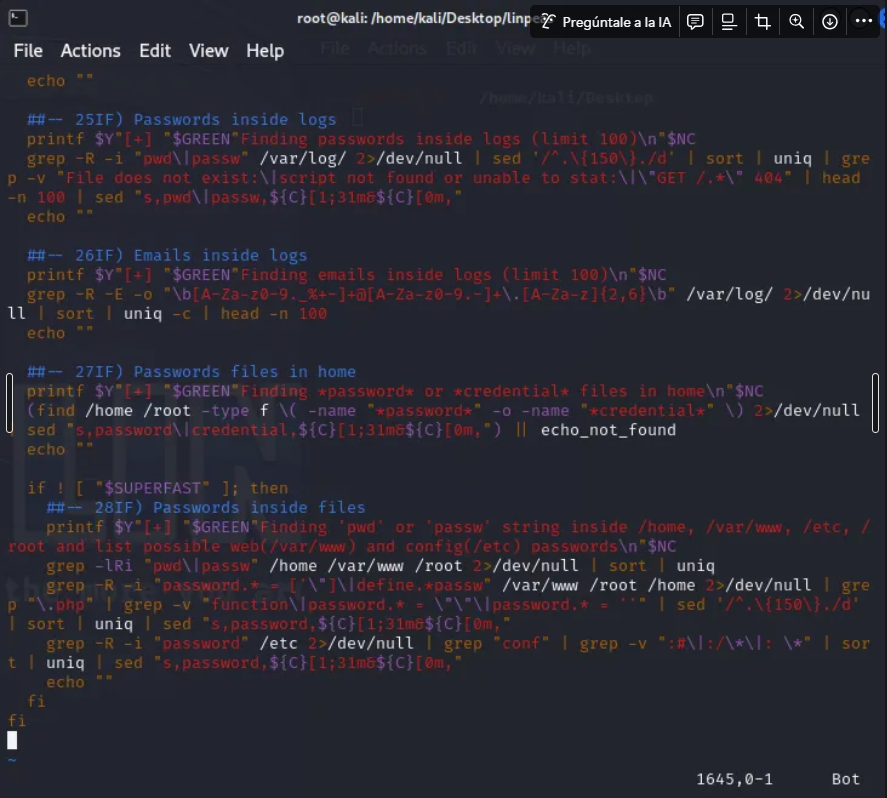 root@kali: /home/kali/Desktop/linpe
Pregúntale a la IA
File Actions Edit View Help
echo ""
/home/kali/Desktop
##-- 25IF) Passwords inside logs
printf $Y"[+] "$GREEN"Finding passwords inside logs (limit 100)\n"$NC
grep -R -i "pwd\|passw" /var/log/ 2>/dev/null | sed '/^.\{150\}./d' | sort | uniq | gre
p -v "File does not exist:\|script not found or unable to stat:\|\"GET /.*\" 404" | head
-n 100 | sed "s,pwd\|passw,${C}[1;31m&${C}[0m,"
echo ""
##-- 26IF) Emails inside logs
printf $Y"[+] "$GREEN"Finding emails inside logs (limit 100)\n"$NC
grep -R -E -o "\b[A-Za-z0-9._%+-]+@[A-Za-z0-9.-]+\.[A-Za-z]{2,6}\b" /var/log/ 2>/dev/nu
ll | sort | uniq -c | head -n 100
echo ""
##-- 27IF) Passwords files in home
printf $Y"[+] "$GREEN"Finding *password* or *credential* files in home\n"$NC
(find /home /root -type f \( -name "*password*" -o -name "*credential*" \) 2>/dev/null
sed "s,password\|credential,${C}[1;31m&${C}[0m,") || echo_not_found
echo ""
if ! [ "$SUPERFAST" ]; then
##-- 28IF) Passwords inside files
printf $Y"[+] "$GREEN"Finding 'pwd' or 'passw' string inside /home, /var/www, /etc, /
root and list possible web(/var/www) and config(/etc) passwords\n"$NC
grep -lRi "pwd\|passw" /home /var/www /root 2>/dev/null | sort | uniq
grep -R -i "password.* = ['\"]\|define.*passw" /var/www /root /home 2>/dev/null | gre
p "\.php" | grep -v "function\|password.* = \"\"\|password.* = ''" | sed '/^.\{150\}./d'
| sort | uniq | sed "s,password,${C}[1;31m&${C}[0m,"
grep -R -i "password" /etc 2>/dev/null | grep "conf" | grep -v ":#\|:/\*\|: \*" | sor
t | uniq | sed "s,password,${C}[1;31m&${C}[0m,"
echo ""
fi
fi
~
1645,0-1 Bot